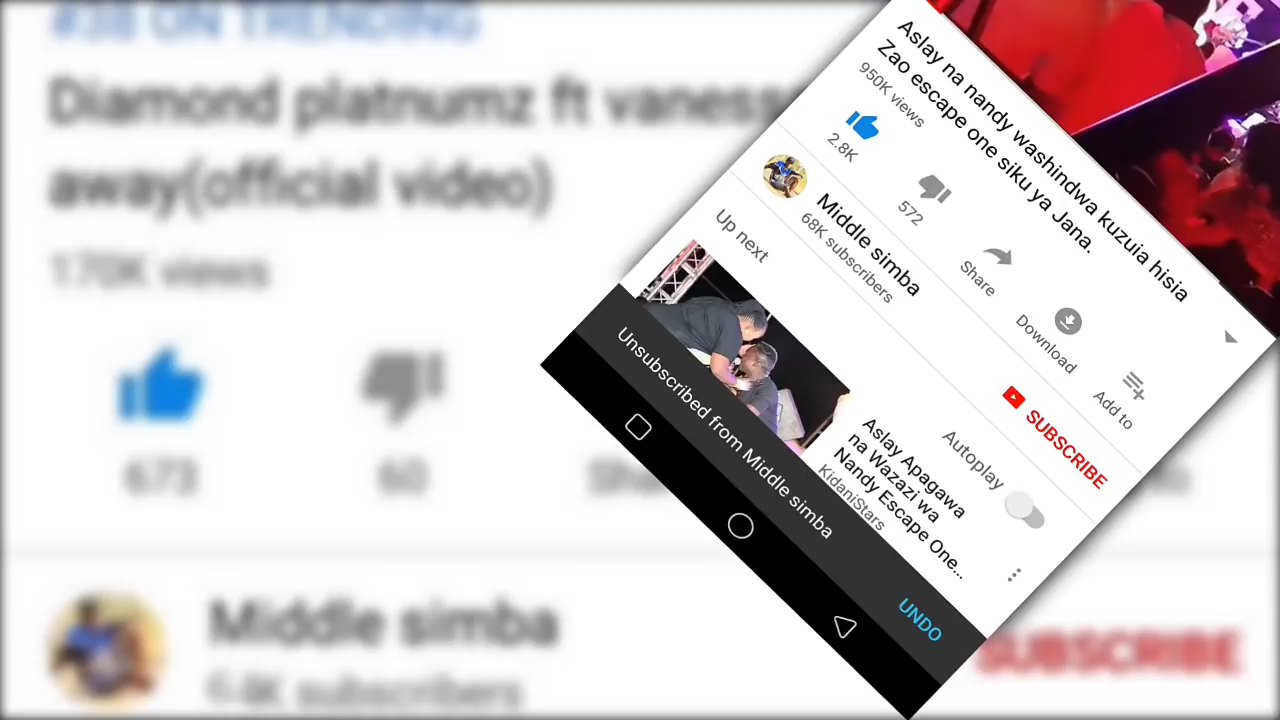 #38 ON TRENDING
Diamond platnumz ft vaness
away(official video)
170K views
673
60
Middle simba
64K subscribers
SUBSCRIBE
Aslay na nandy washindwa kuzuia hisia
Zao escape one siku ya Jana.
950K views
2.8K
572
Share
Download
Add to
Middle simba
68K subscribers
SUBSCRIBE
Up next
Autoplay
Aslay Apagawa
na Wazazi wa
Nandy Escape One...
KidaniStars
Unsubscribed from Middle simba
UNDO